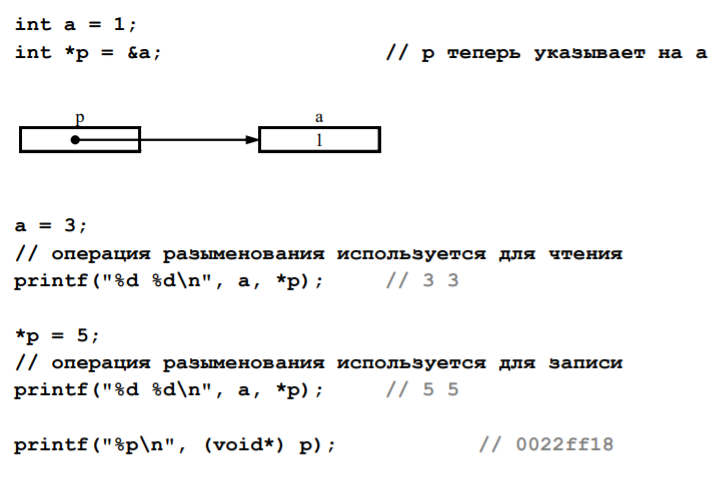 int a = 1;
int *p = &a; // p теперь указывает на a
p a
1
a = 3;
// операция разыменования используется для чтения
printf("%d %d\n", a, *p); // 3 3
*p = 5;
// операция разыменования используется для записи
printf("%d %d\n", a, *p); // 5 5
printf("%p\n", (void*) p); // 0022ff18